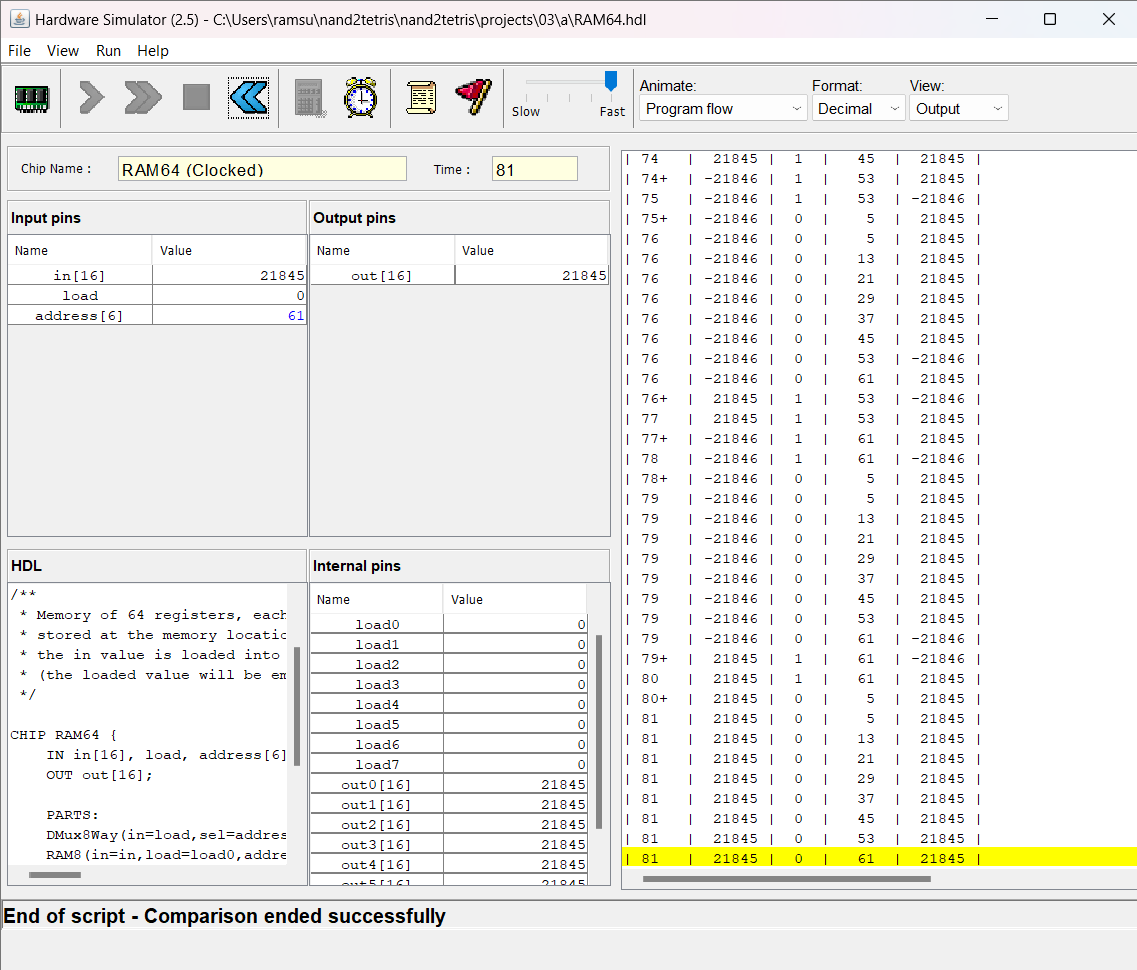 Hardware Simulator (2.5) - C:\Users\ramsu\nand2tetris\nand2tetris\projects\03\a\RAM64.hdl
File View Run Help
Slow Fast
Animate: Format: View:
Program flow Decimal Output
Chip Name : RAM64 (Clocked) Time : 81
Input pins
Name Value
in[16] 21845
load 0
address[6] 61
Output pins
Name Value
out[16] 21845
HDL
/**
* Memory of 64 registers, each
* stored at the memory locatio
* the in value is loaded into
* (the loaded value will be em
*/
CHIP RAM64 {
IN in[16], load, address[6]
OUT out[16];
PARTS:
DMux8Way(in=load,sel=addres
RAM8(in=in,load=load0,addre
Internal pins
Name Value
load0 0
load1 0
load2 0
load3 0
load4 0
load5 0
load6 0
load7 0
out0[16] 21845
out1[16] 21845
out2[16] 21845
out3[16] 21845
out4[16] 21845
out5[16] 21845
| 74 | 21845 | 1 | 45 | 21845 |
| 74+ | -21846 | 1 | 53 | 21845 |
| 75 | -21846 | 1 | 53 | -21846 |
| 75+ | -21846 | 0 | 5 | 21845 |
| 76 | -21846 | 0 | 5 | 21845 |
| 76 | -21846 | 0 | 13 | 21845 |
| 76 | -21846 | 0 | 21 | 21845 |
| 76 | -21846 | 0 | 29 | 21845 |
| 76 | -21846 | 0 | 37 | 21845 |
| 76 | -21846 | 0 | 45 | 21845 |
| 76 | -21846 | 0 | 53 | -21846 |
| 76 | -21846 | 0 | 61 | 21845 |
| 76+ | 21845 | 1 | 53 | -21846 |
| 77 | 21845 | 1 | 53 | 21845 |
| 77+ | -21846 | 1 | 61 | 21845 |
| 78 | -21846 | 1 | 61 | -21846 |
| 78+ | -21846 | 0 | 5 | 21845 |
| 79 | -21846 | 0 | 5 | 21845 |
| 79 | -21846 | 0 | 13 | 21845 |
| 79 | -21846 | 0 | 21 | 21845 |
| 79 | -21846 | 0 | 29 | 21845 |
| 79 | -21846 | 0 | 37 | 21845 |
| 79 | -21846 | 0 | 45 | 21845 |
| 79 | -21846 | 0 | 53 | 21845 |
| 79 | -21846 | 0 | 61 | -21846 |
| 79+ | 21845 | 1 | 61 | -21846 |
| 80 | 21845 | 1 | 61 | 21845 |
| 80+ | 21845 | 0 | 5 | 21845 |
| 81 | 21845 | 0 | 5 | 21845 |
| 81 | 21845 | 0 | 13 | 21845 |
| 81 | 21845 | 0 | 21 | 21845 |
| 81 | 21845 | 0 | 29 | 21845 |
| 81 | 21845 | 0 | 37 | 21845 |
| 81 | 21845 | 0 | 45 | 21845 |
| 81 | 21845 | 0 | 53 | 21845 |
| 81 | 21845 | 0 | 61 | 21845 |
End of script - Comparison ended successfully